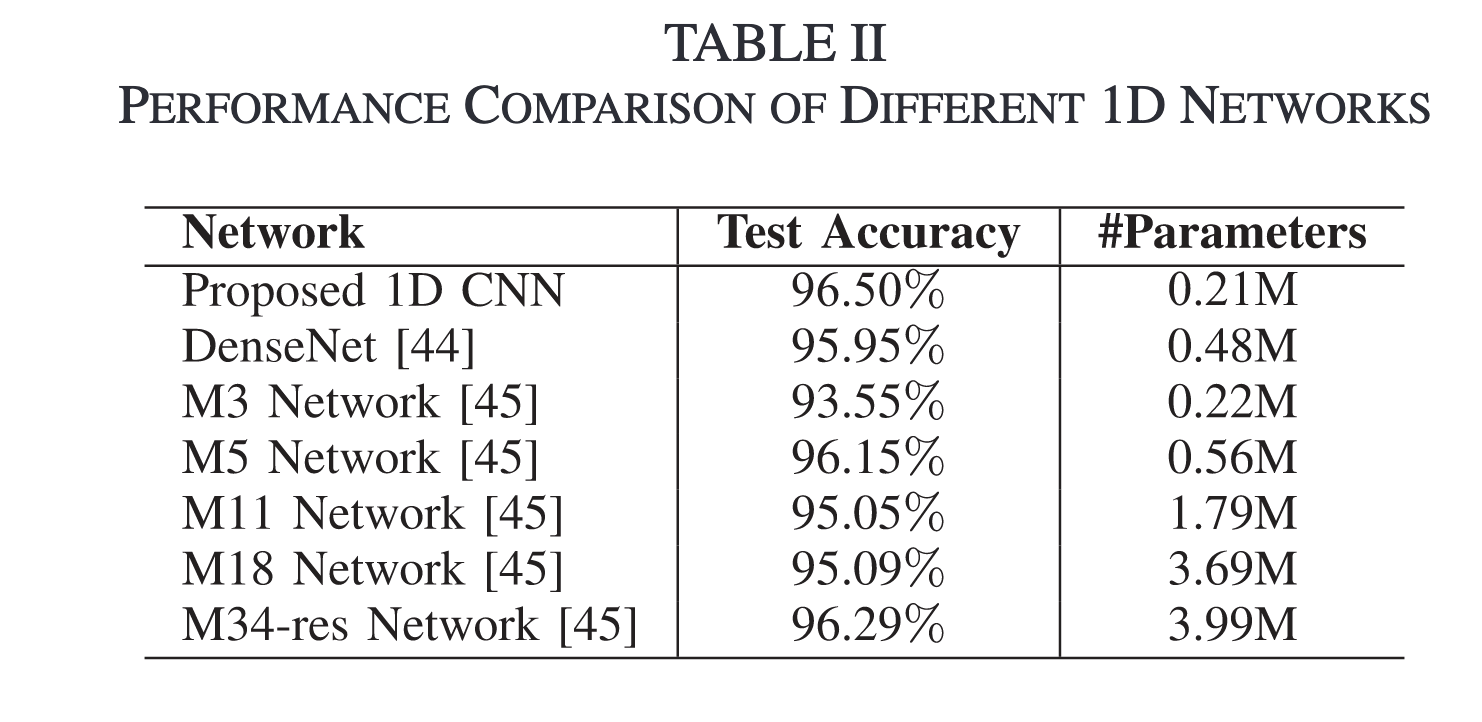 TABLE II
PERFORMANCE COMPARISON OF DIFFERENT 1D NETWORKS
Network Test Accuracy #Parameters
Proposed 1D CNN 96.50% 0.21M
DenseNet [44] 95.95% 0.48M
M3 Network [45] 93.55% 0.22M
M5 Network [45] 96.15% 0.56M
M11 Network [45] 95.05% 1.79M
M18 Network [45] 95.09% 3.69M
M34-res Network [45] 96.29% 3.99M